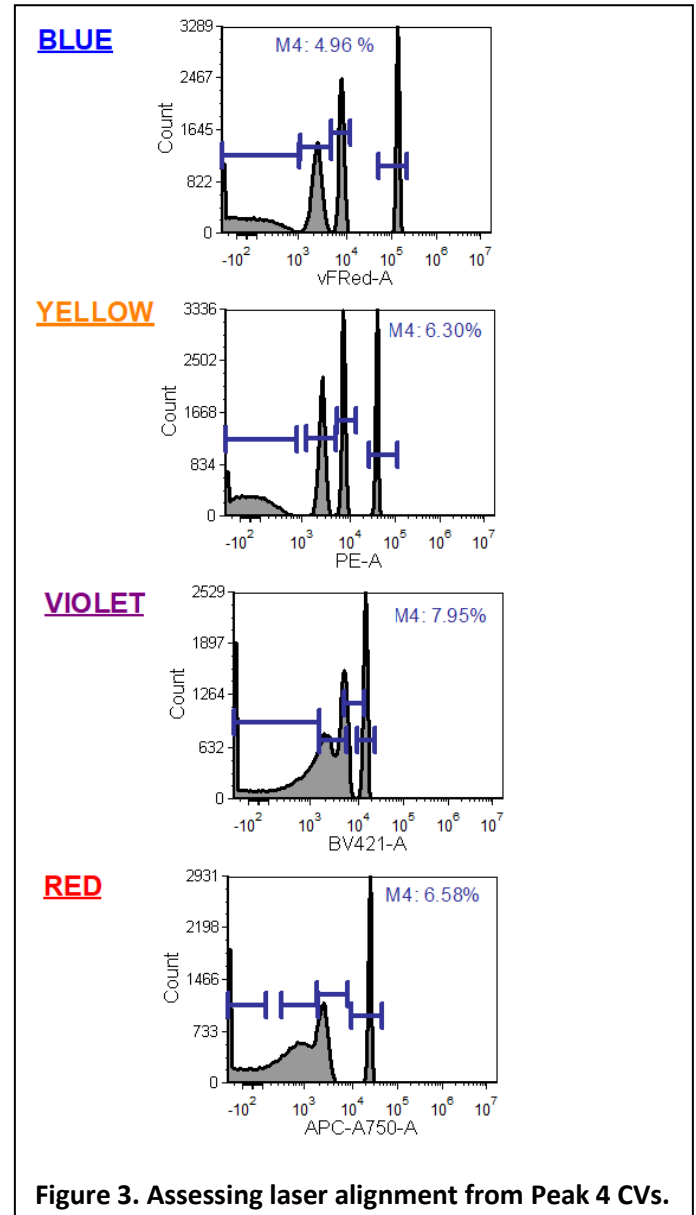 BLUE
M4: 4.96 %
3289
2467
1645
822
0
Count
-10² 10³ 10⁴ 10⁵ 10⁶ 10⁷
vFRed-A
YELLOW
M4: 6.30%
3336
2502
1668
834
0
Count
-10² 10³ 10⁴ 10⁵ 10⁶ 10⁷
PE-A
VIOLET
M4: 7.95%
2529
1897
1264
632
0
Count
-10² 10³ 10⁴ 10⁵ 10⁶ 10⁷
BV421-A
RED
M4: 6.58%
2931
2198
1466
733
0
Count
-10² 10³ 10⁴ 10⁵ 10⁶ 10⁷
APC-A750-A
Figure 3. Assessing laser alignment from Peak 4 CVs.